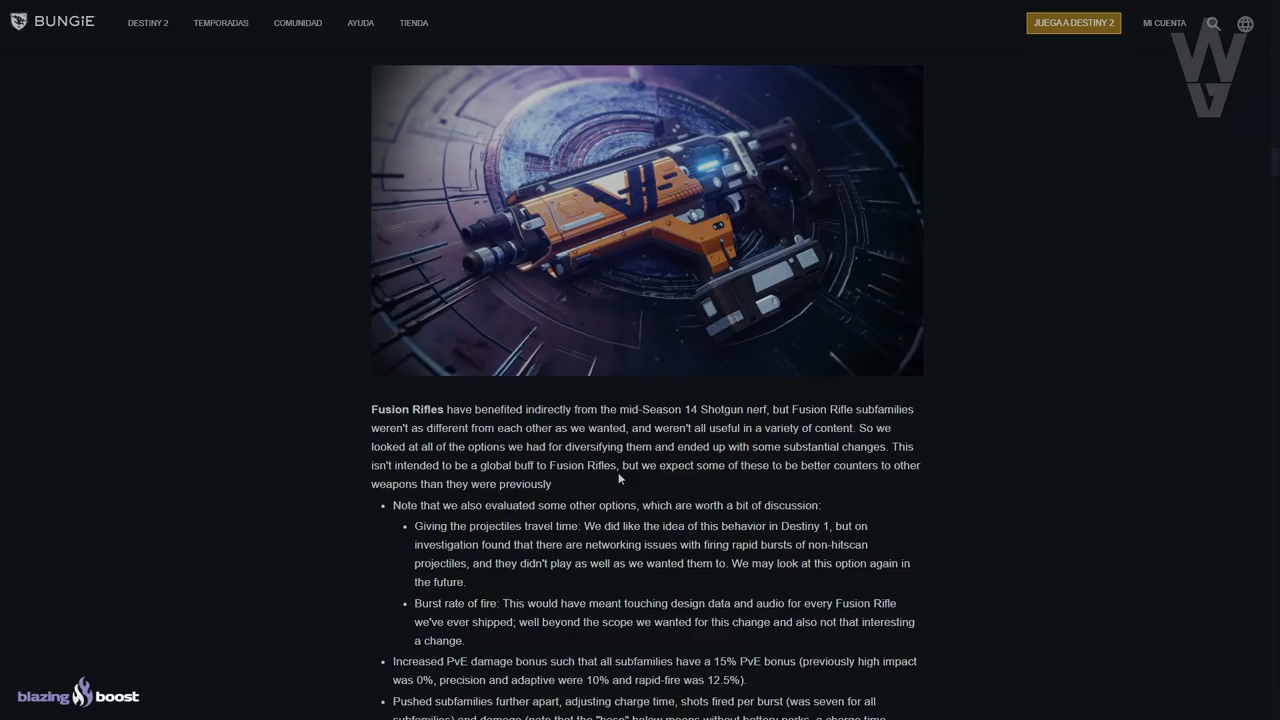 BUNGiE DESTINY 2 TEMPORADAS COMUNIDAD AYUDA TIENDA JUEGA A DESTINY 2 MI CUENTA
Fusion Rifles have benefited indirectly from the mid-Season 14 Shotgun nerf, but Fusion Rifle subfamilies
weren't as different from each other as we wanted, and weren't all useful in a variety of content. So we
looked at all of the options we had for diversifying them and ended up with some substantial changes. This
isn't intended to be a global buff to Fusion Rifles, but we expect some of these to be better counters to other
weapons than they were previously
• Note that we also evaluated some other options, which are worth a bit of discussion:
• Giving the projectiles travel time: We did like the idea of this behavior in Destiny 1, but on
investigation found that there are networking issues with firing rapid bursts of non-hitscan
projectiles, and they didn't play as well as we wanted them to. We may look at this option again in
the future.
• Burst rate of fire: This would have meant touching design data and audio for every Fusion Rifle
we've ever shipped; well beyond the scope we wanted for this change and also not that interesting
a change.
• Increased PvE damage bonus such that all subfamilies have a 15% PvE bonus (previously high impact
was 0%, precision and adaptive were 10% and rapid-fire was 12.5%).
• Pushed subfamilies further apart, adjusting charge time, shots fired per burst (was seven for all
subfamilies) and damage (note that the "base" below means without battery perks, a charge time
blazing boost